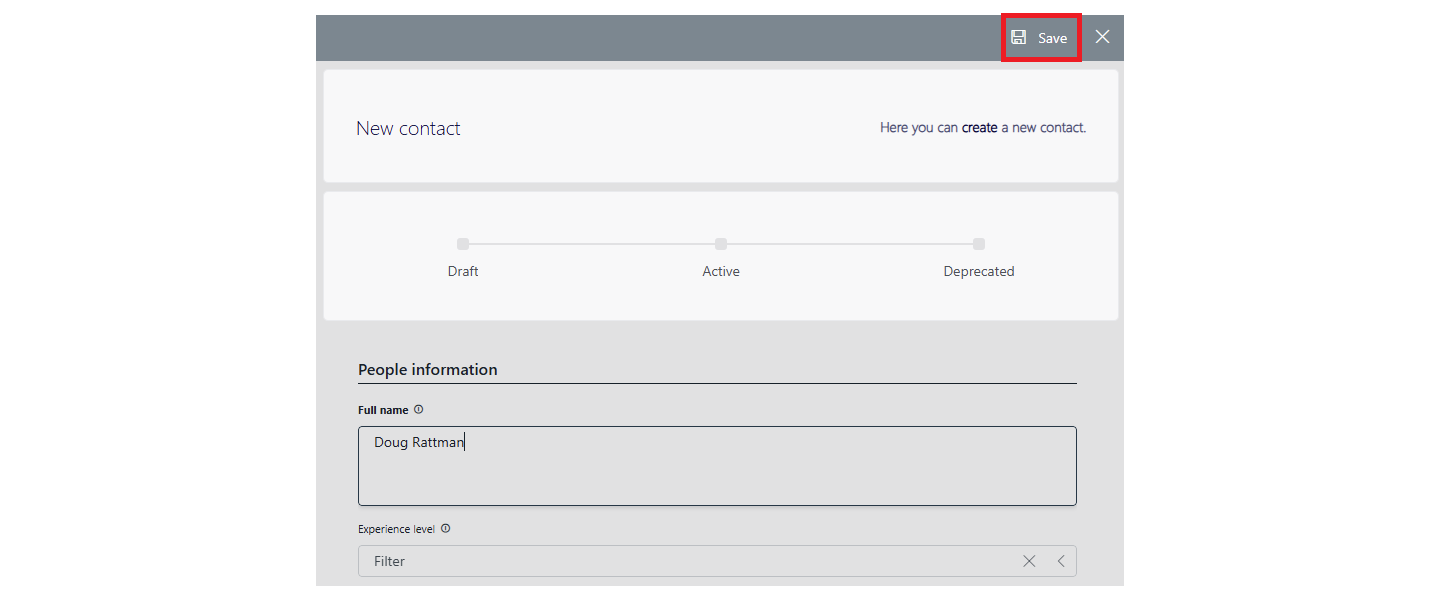 Save
New contact
Here you can create a new contact.
Draft
Active
Deprecated
People information
Full name
Doug Rattman
Experience level
Filter